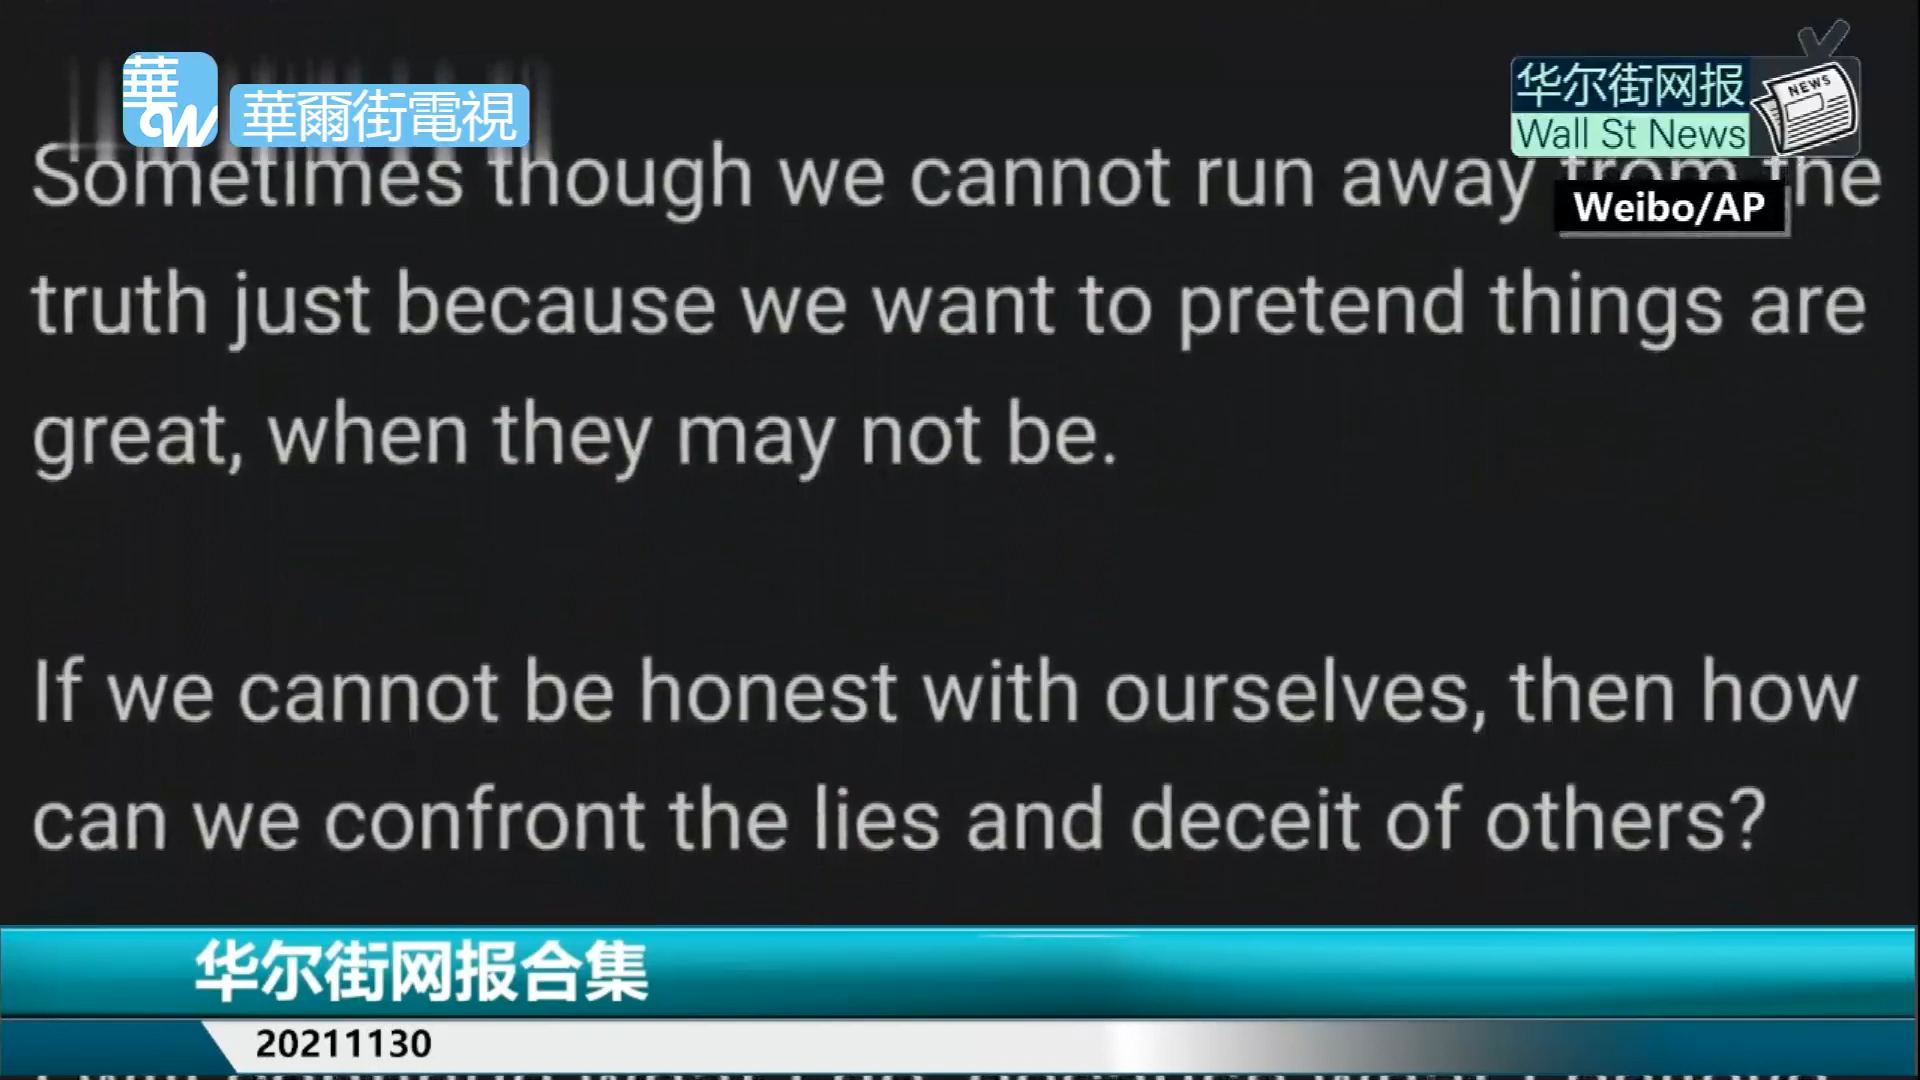 華
W
華爾街電視
华尔街网报
NEWS
Wall St News
Weibo/AP
Sometimes though we cannot run away from the
truth just because we want to pretend things are
great, when they may not be.
If we cannot be honest with ourselves, then how
can we confront the lies and deceit of others?
华尔街网报合集
20211130